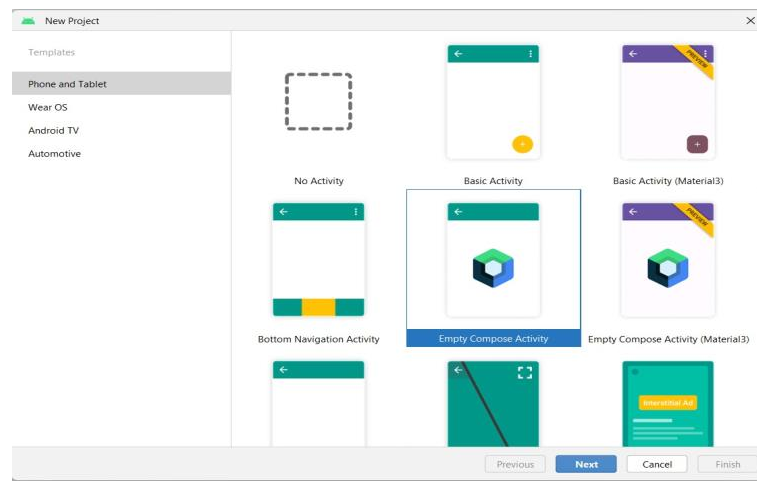 New Project
Templates
Phone and Tablet
Wear OS
Android TV
Automotive
PREVIEW
No Activity
Basic Activity
Basic Activity (Material3)
PREVIEW
Bottom Navigation Activity
Empty Compose Activity
Empty Compose Activity (Material3)
Interstitial Ad
Previous
Next
Cancel
Finish